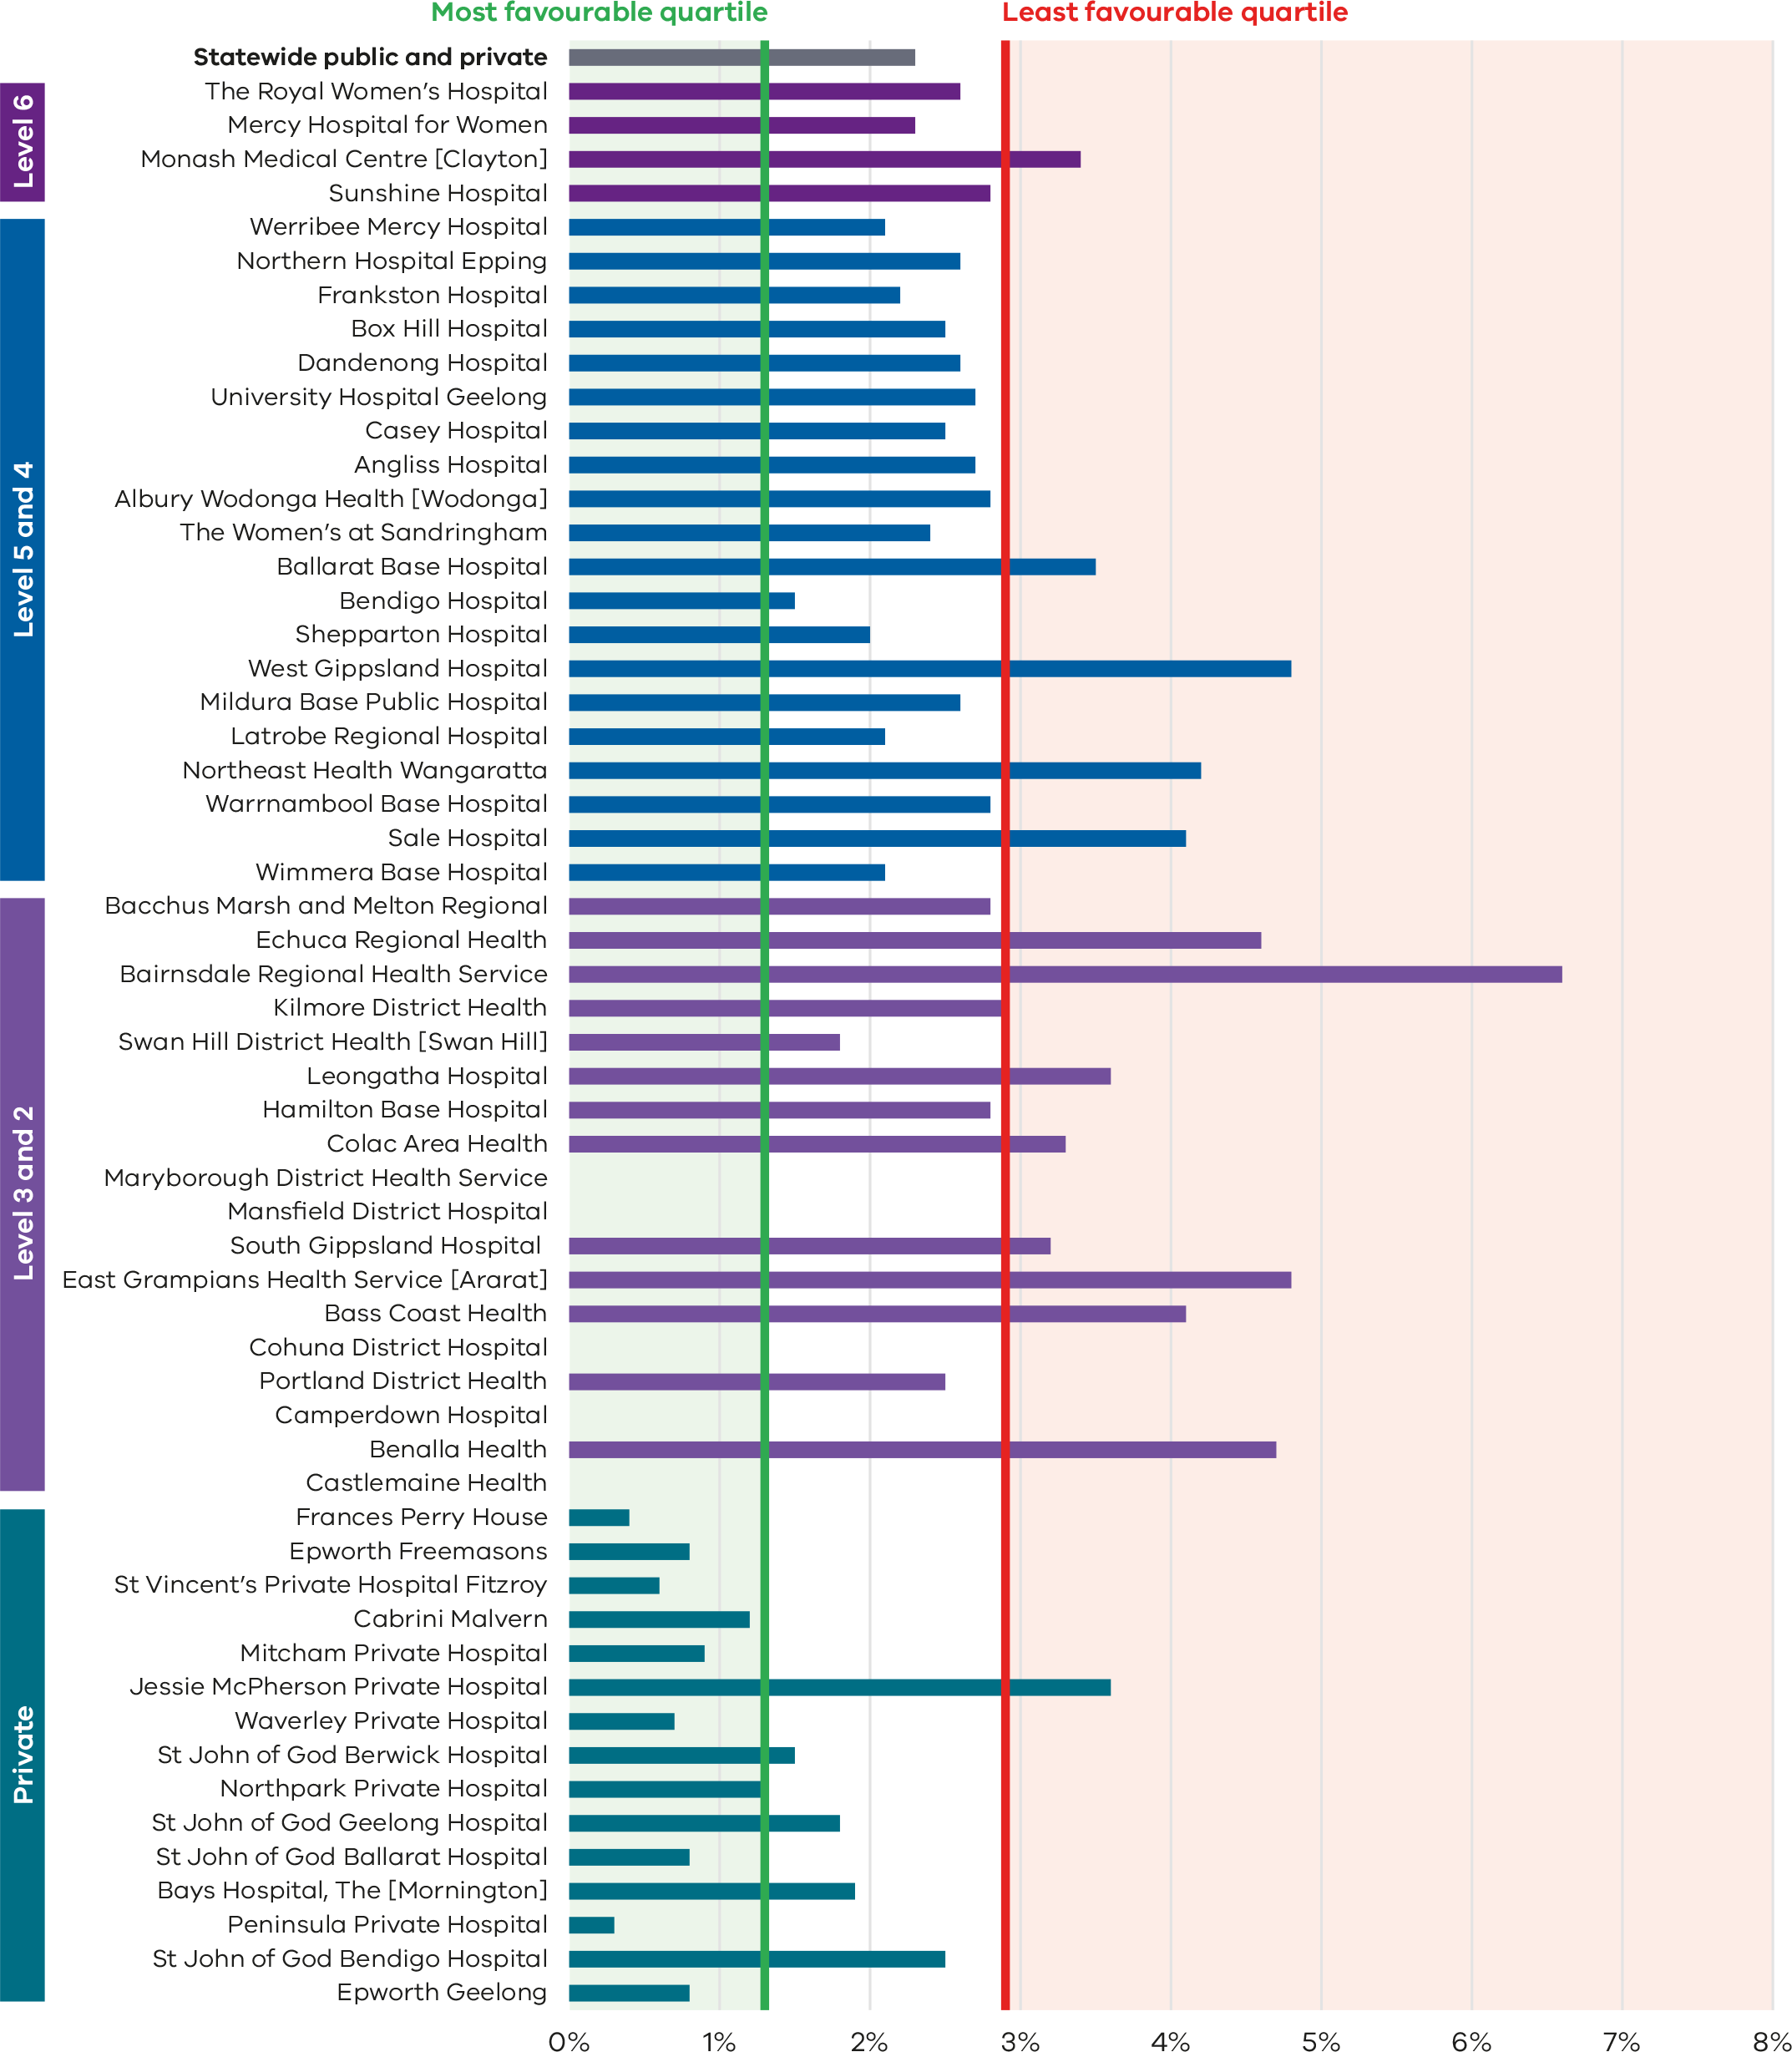 Most favourable quartile
Least favourable quartile
Statewide public and private
Level 6
The Royal Women’s Hospital
Mercy Hospital for Women
Monash Medical Centre [Clayton]
Sunshine Hospital
Level 5 and 4
Werribee Mercy Hospital
Northern Hospital Epping
Frankston Hospital
Box Hill Hospital
Dandenong Hospital
University Hospital Geelong
Casey Hospital
Angliss Hospital
Albury Wodonga Health [Wodonga]
The Women’s at Sandringham
Ballarat Base Hospital
Bendigo Hospital
Shepparton Hospital
West Gippsland Hospital
Mildura Base Public Hospital
Latrobe Regional Hospital
Northeast Health Wangaratta
Warrnambool Base Hospital
Sale Hospital
Wimmera Base Hospital
Level 3 and 2
Bacchus Marsh and Melton Regional
Echuca Regional Health
Bairnsdale Regional Health Service
Kilmore District Health
Swan Hill District Health [Swan Hill]
Leongatha Hospital
Hamilton Base Hospital
Colac Area Health
Maryborough District Health Service
Mansfield District Hospital
South Gippsland Hospital
East Grampians Health Service [Ararat]
Bass Coast Health
Cohuna District Hospital
Portland District Health
Camperdown Hospital
Benalla Health
Castlemaine Health
Private
Frances Perry House
Epworth Freemasons
St Vincent’s Private Hospital Fitzroy
Cabrini Malvern
Mitcham Private Hospital
Jessie McPherson Private Hospital
Waverley Private Hospital
St John of God Berwick Hospital
Northpark Private Hospital
St John of God Geelong Hospital
St John of God Ballarat Hospital
Bays Hospital, The [Mornington]
Peninsula Private Hospital
St John of God Bendigo Hospital
Epworth Geelong
0% 1% 2% 3% 4% 5% 6% 7% 8%